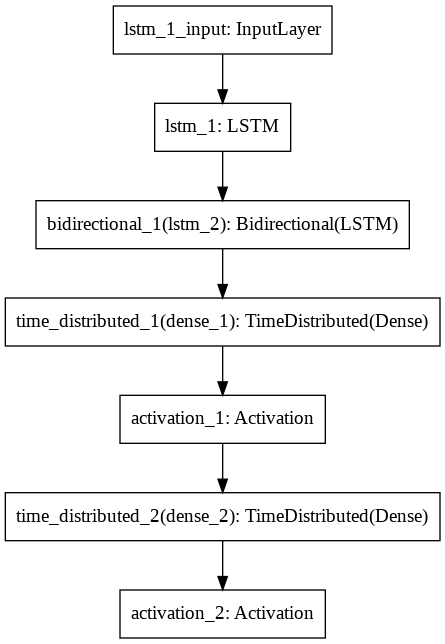 lstm_1_input: InputLayer
lstm_1: LSTM
bidirectional_1(lstm_2): Bidirectional(LSTM)
time_distributed_1(dense_1): TimeDistributed(Dense)
activation_1: Activation
time_distributed_2(dense_2): TimeDistributed(Dense)
activation_2: Activation